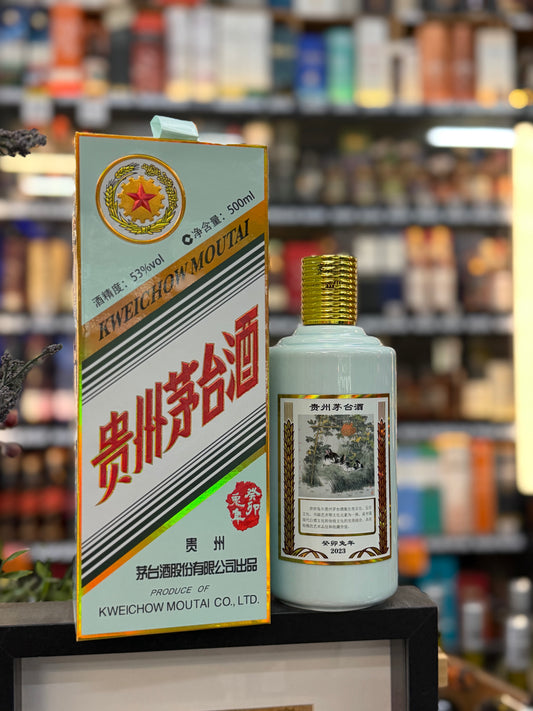 净含量：500ml
酒精度：53%vol
KWEICHOW MOUTAI
贵州茅台酒
癸卯
兔年
贵 州
茅台酒股份有限公司出品
PRODUCE OF
KWEICHOW MOUTAI CO., LTD.
贵州茅台酒
癸卯兔年
2023